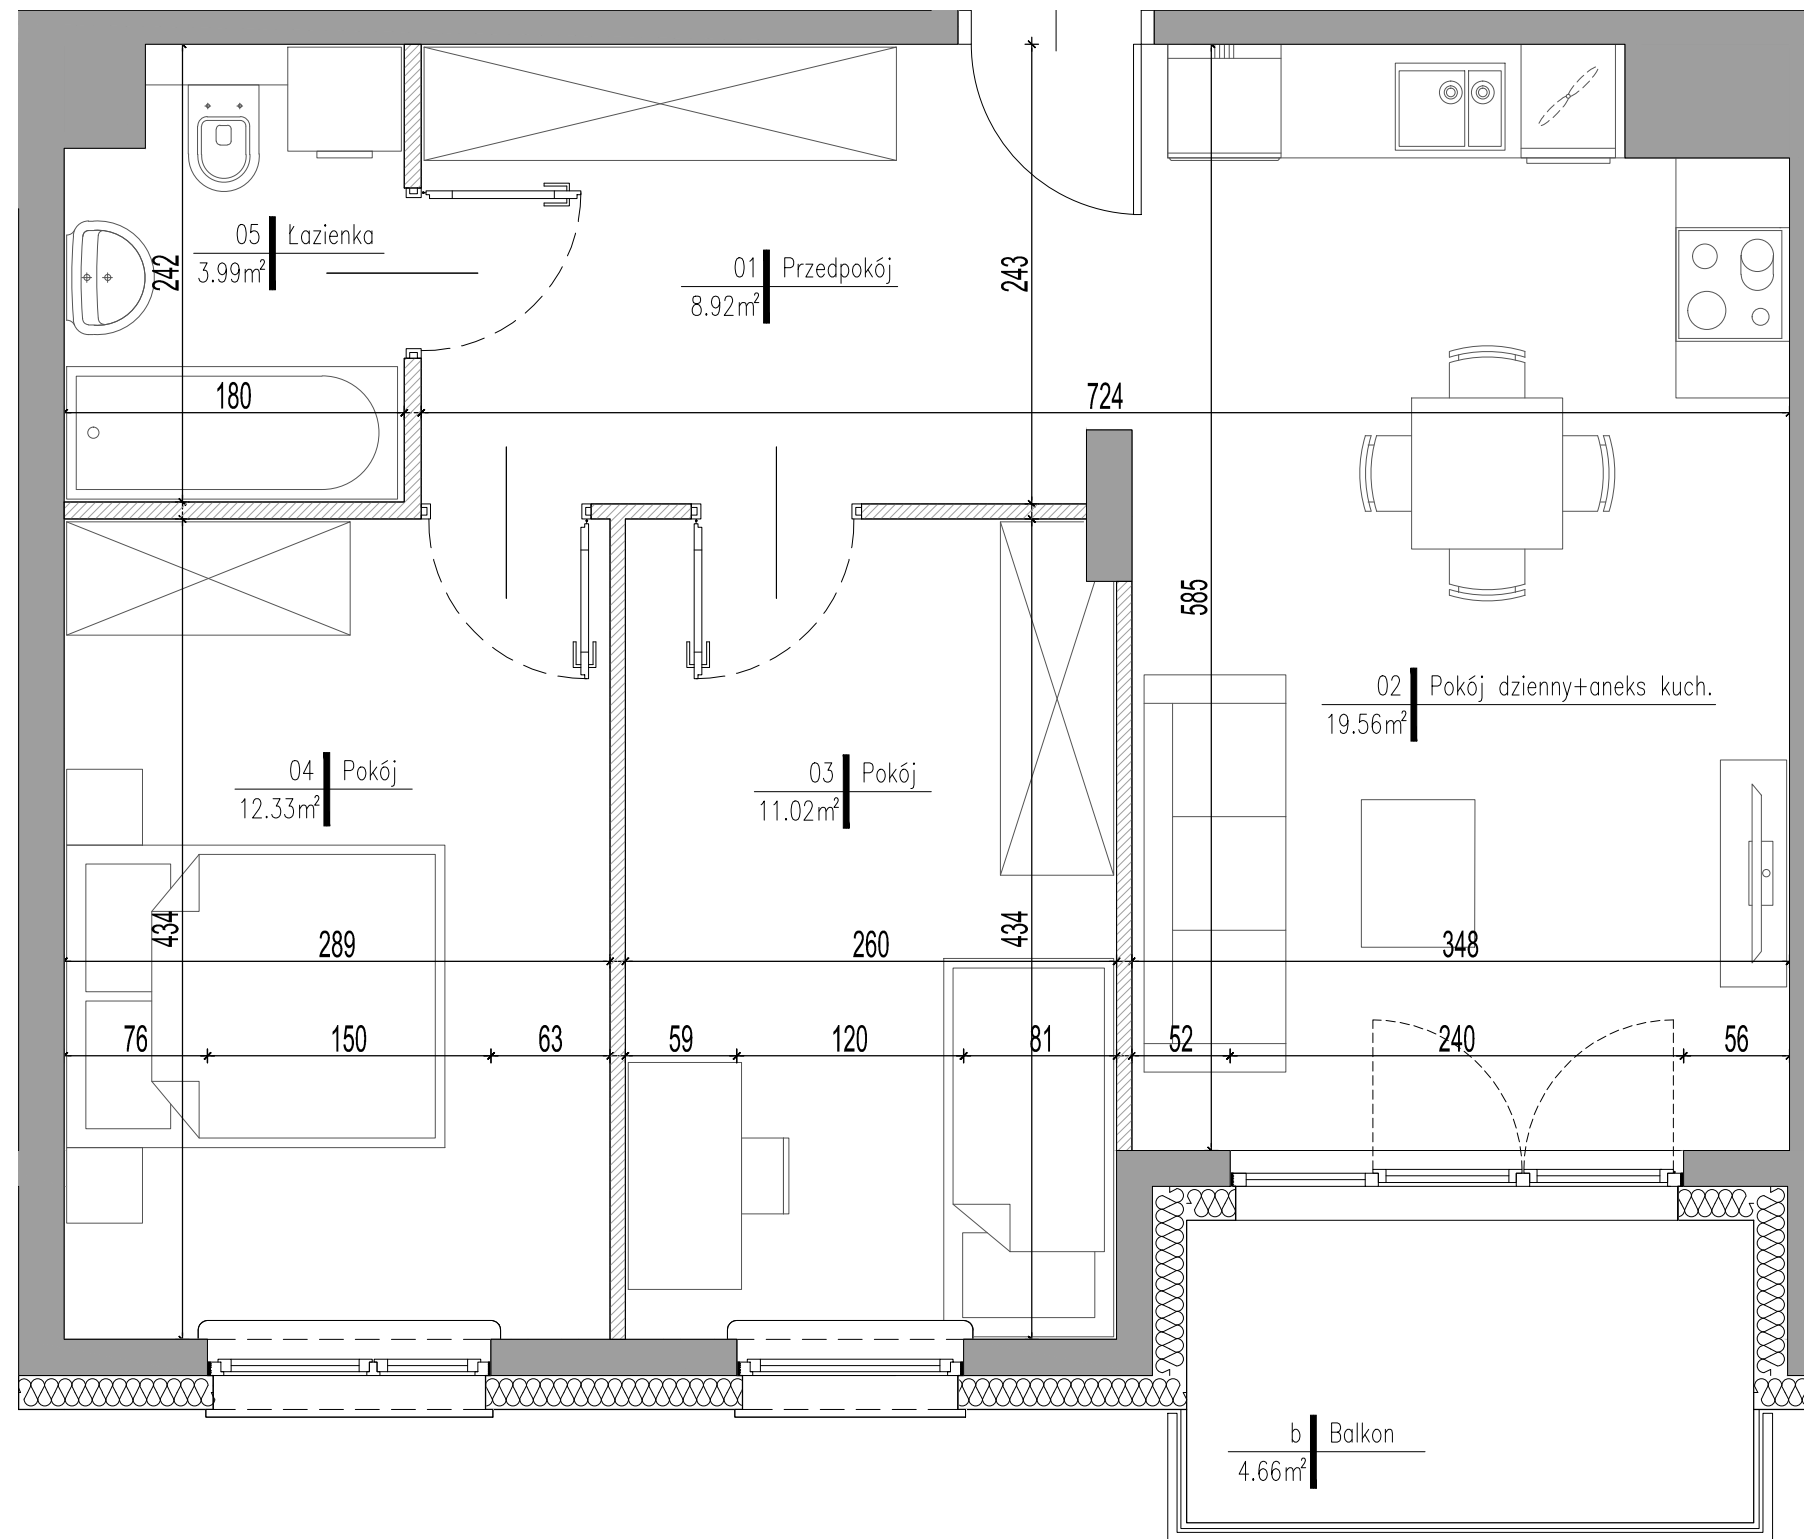 05 Łazienka
3.99m²
242
01 Przedpokój
8.92m²
243
180
724
585
02 Pokój dzienny+aneks kuch.
19.56m²
04 Pokój
12.33m²
03 Pokój
11.02m²
434
289
260
434
348
76
150
63
59
120
81
52
240
56
b Balkon
4.66m²